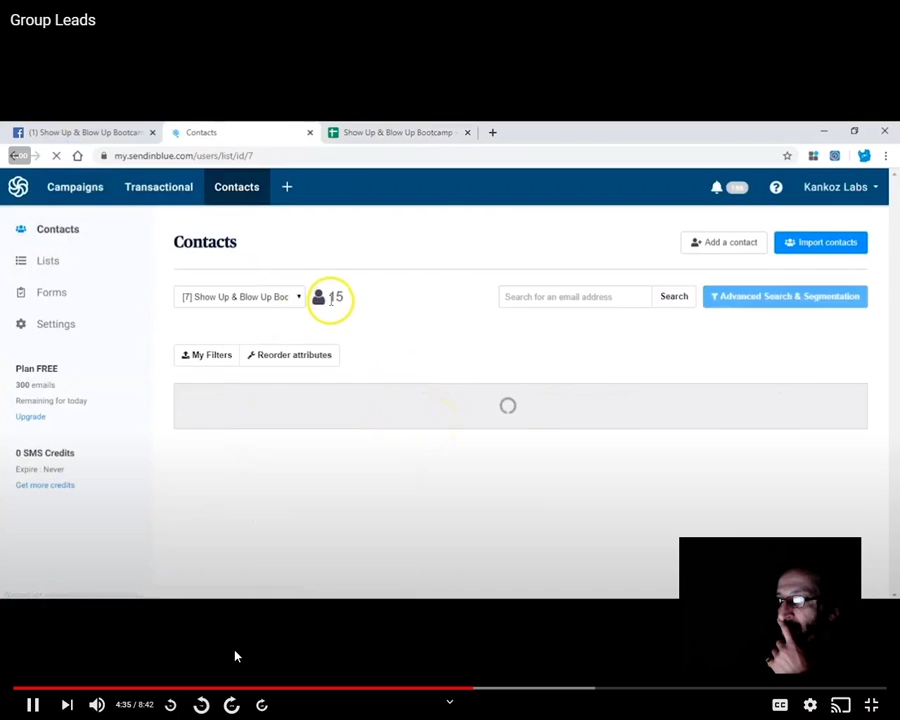 Group Leads
(1) Show Up & Blow Up Bootcam
Contacts
Show Up & Blow Up Bootcamp -
my.sendinblue.com/users/list/id/7
Campaigns
Transactional
Contacts
Kankoz Labs
Contacts
Lists
Forms
Settings
Plan FREE
300 emails
Remaining for today
Upgrade
0 SMS Credits
Expire : Never
Get more credits
Contacts
Add a contact
Import contacts
[7] Show Up & Blow Up Boc
15
Search for an email address
Search
Advanced Search & Segmentation
My Filters
Reorder attributes
4:35 / 8:42
CC